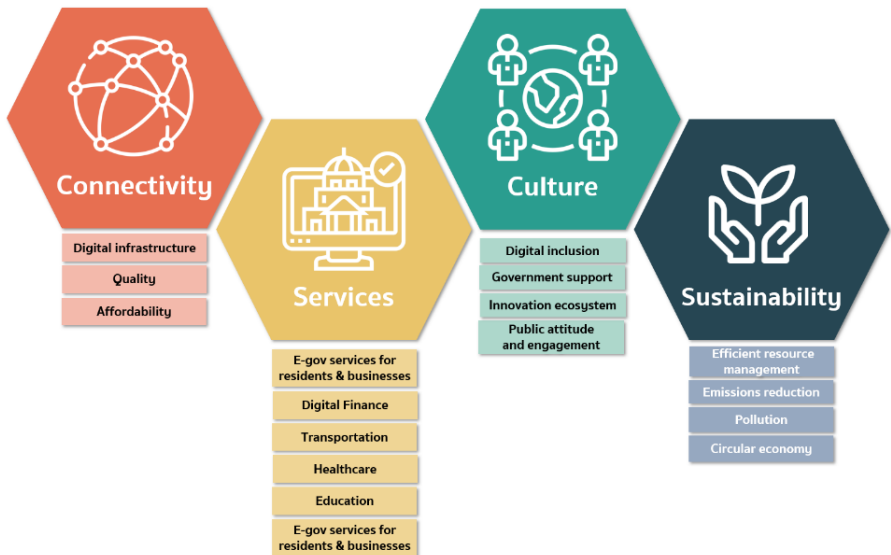 Connectivity
Digital infrastructure
Quality
Affordability
Services
E-gov services for
residents & businesses
Digital Finance
Transportation
Healthcare
Education
E-gov services for
residents & businesses
Culture
Digital inclusion
Government support
Innovation ecosystem
Public attitude
and engagement
Sustainability
Efficient resource
management
Emissions reduction
Pollution
Circular economy